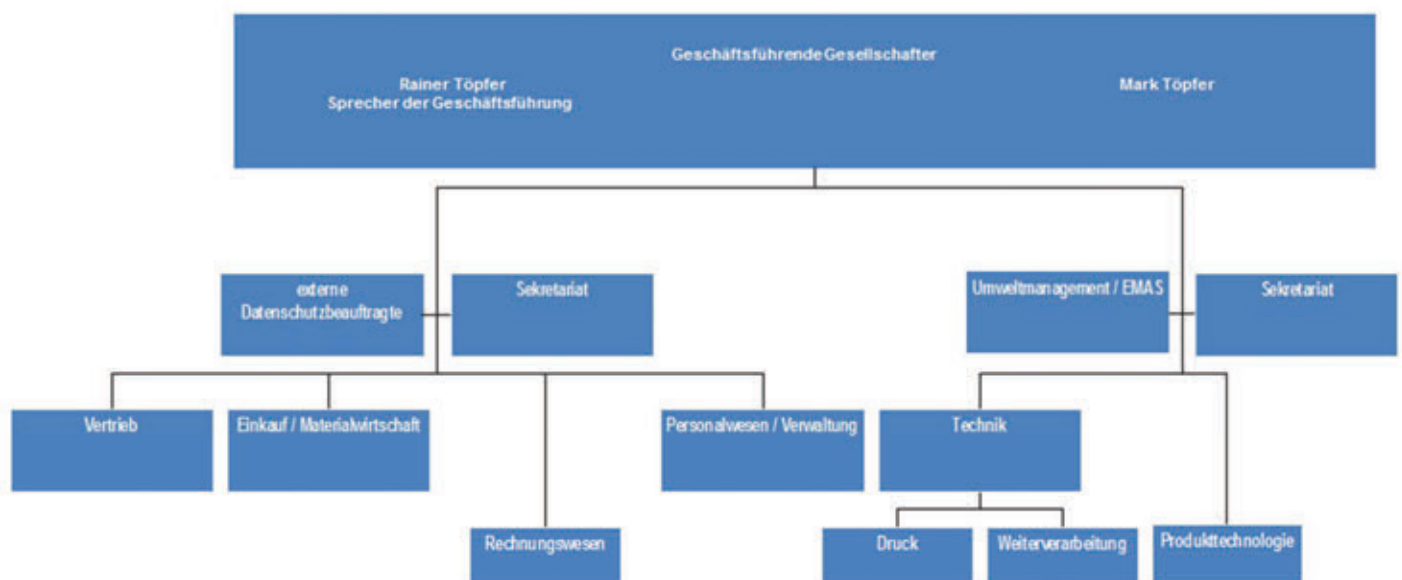 Geschäftsführende Gesellschafter
Rainer Töpfer
Sprecher der Geschäftsführung
Mark Töpfer
externe
Datenschutzbeauftragte
Sekretariat
Umweltmanagement / EMAS
Sekretariat
Vertrieb
Einkauf / Materialwirtschaft
Personalwesen / Verwaltung
Technik
Rechnungswesen
Druck
Weiterverarbeitung
Produkttechnologie